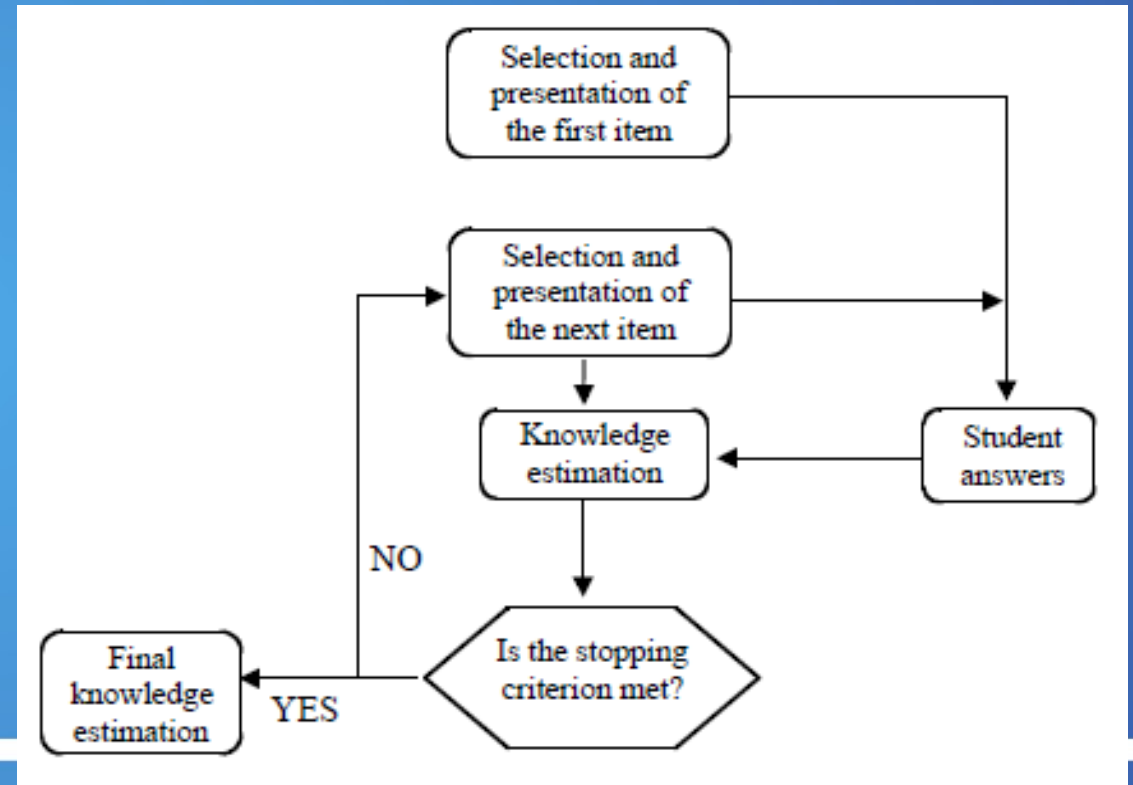 Selection and
presentation of
the first item
Selection and
presentation of
the next item
Knowledge
estimation
Student
answers
NO
Is the stopping
criterion met?
YES
Final
knowledge
estimation